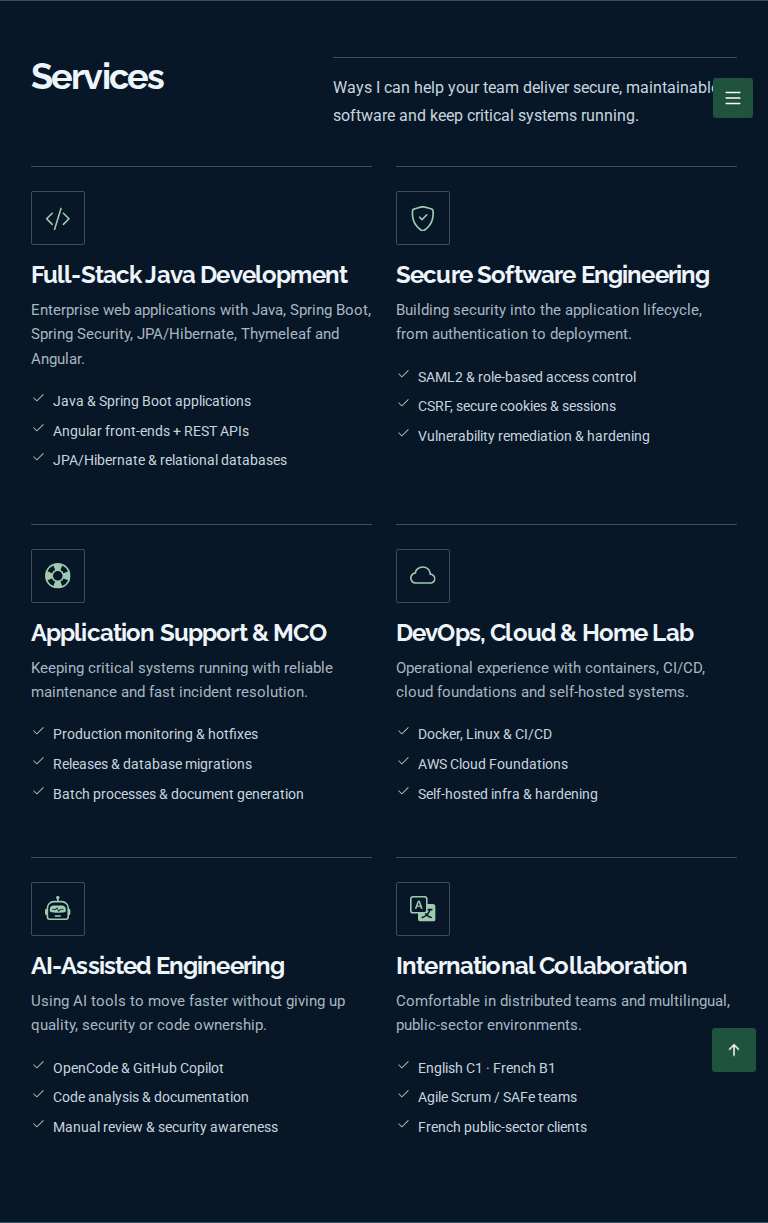 Services
Ways I can help your team deliver secure, maintainable
software and keep critical systems running.
Full-Stack Java Development
Enterprise web applications with Java, Spring Boot,
Spring Security, JPA/Hibernate, Thymeleaf and
Angular.
Java & Spring Boot applications
Angular front-ends + REST APIs
JPA/Hibernate & relational databases
Secure Software Engineering
Building security into the application lifecycle,
from authentication to deployment.
SAML2 & role-based access control
CSRF, secure cookies & sessions
Vulnerability remediation & hardening
Application Support & MCO
Keeping critical systems running with reliable
maintenance and fast incident resolution.
Production monitoring & hotfixes
Releases & database migrations
Batch processes & document generation
DevOps, Cloud & Home Lab
Operational experience with containers, CI/CD,
cloud foundations and self-hosted systems.
Docker, Linux & CI/CD
AWS Cloud Foundations
Self-hosted infra & hardening
AI-Assisted Engineering
Using AI tools to move faster without giving up
quality, security or code ownership.
OpenCode & GitHub Copilot
Code analysis & documentation
Manual review & security awareness
International Collaboration
Comfortable in distributed teams and multilingual,
public-sector environments.
English C1 · French B1
Agile Scrum / SAFe teams
French public-sector clients